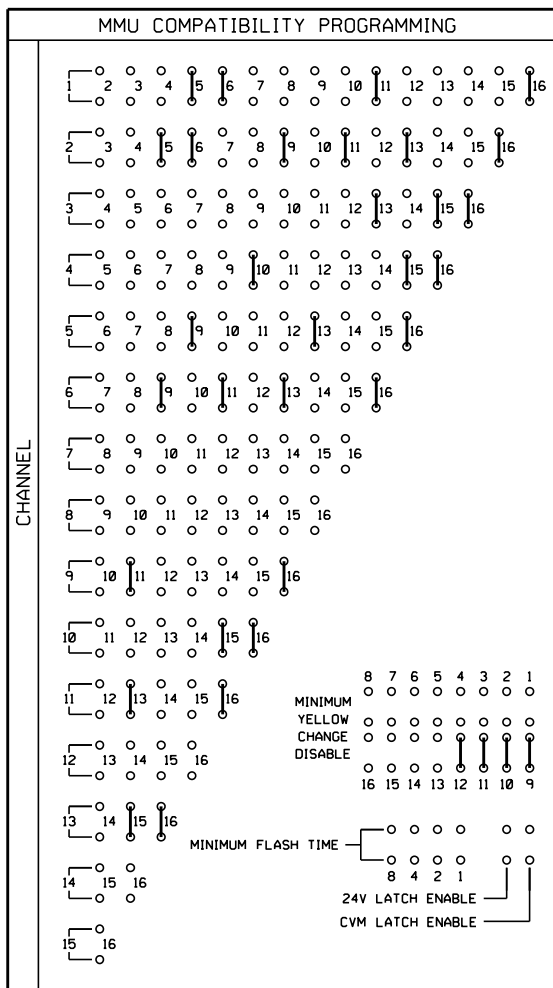 MMU COMPATIBILITY PROGRAMMING
CHANNEL
1 2 3 4 5 6 7 8 9 10 11 12 13 14 15 16
2 3 4 5 6 7 8 9 10 11 12 13 14 15 16
3 4 5 6 7 8 9 10 11 12 13 14 15 16
4 5 6 7 8 9 10 11 12 13 14 15 16
5 6 7 8 9 10 11 12 13 14 15 16
6 7 8 9 10 11 12 13 14 15 16
7 8 9 10 11 12 13 14 15 16
8 9 10 11 12 13 14 15 16
9 10 11 12 13 14 15 16
10 11 12 13 14 15 16
11 12 13 14 15 16
12 13 14 15 16
13 14 15 16
14 15 16
15 16
8 7 6 5 4 3 2 1
MINIMUM
YELLOW
CHANGE
DISABLE
16 15 14 13 12 11 10 9
MINIMUM FLASH TIME
8 4 2 1
24V LATCH ENABLE
CVM LATCH ENABLE